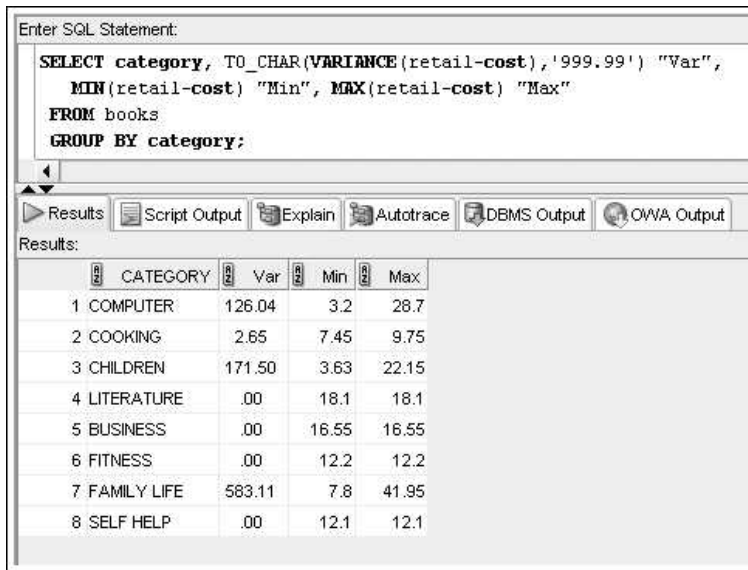 Enter SQL Statement:
SELECT category, TO_CHAR(VARIANCE(retail-cost),'999.99') "Var",
MIN(retail-cost) "Min", MAX(retail-cost) "Max"
FROM books
GROUP BY category;
Results Script Output Explain Autotrace DBMS Output OWA Output
Results:
CATEGORY Var Min Max
1 COMPUTER 126.04 3.2 28.7
2 COOKING 2.65 7.45 9.75
3 CHILDREN 171.50 3.63 22.15
4 LITERATURE .00 18.1 18.1
5 BUSINESS .00 16.55 16.55
6 FITNESS .00 12.2 12.2
7 FAMILY LIFE 583.11 7.8 41.95
8 SELF HELP .00 12.1 12.1